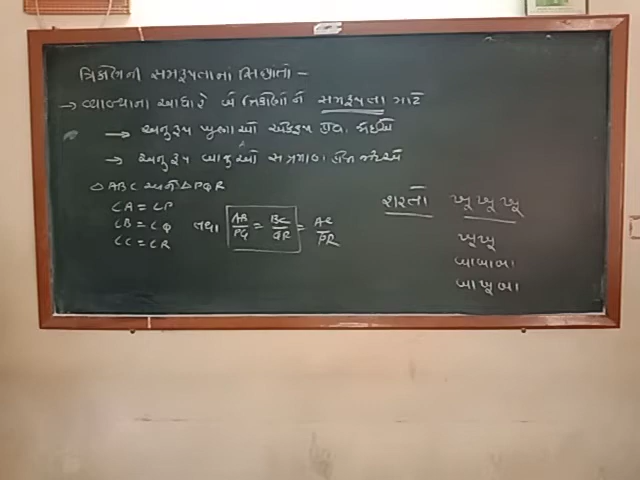 ત્રિકોણની સમરૂપતાના સિદ્ધાંતો –
→ વ્યાખ્યાના આધારે બે ત્રિકોણોની સમરૂપતા માટે
→ અનુરૂપ ખૂણાઓ એકરૂપ હોવા જોઈએ
→ અનુરૂપ બાજુઓ સમપ્રમાણ હોવી જોઈએ
△ABC અને △PQR
∠A = ∠P
∠B = ∠Q
∠C = ∠R
તથા AB/PQ = BC/QR = AC/PR
શરતો ખૂખૂખૂ
ખૂખૂ
બાબાબા
બાખૂબા